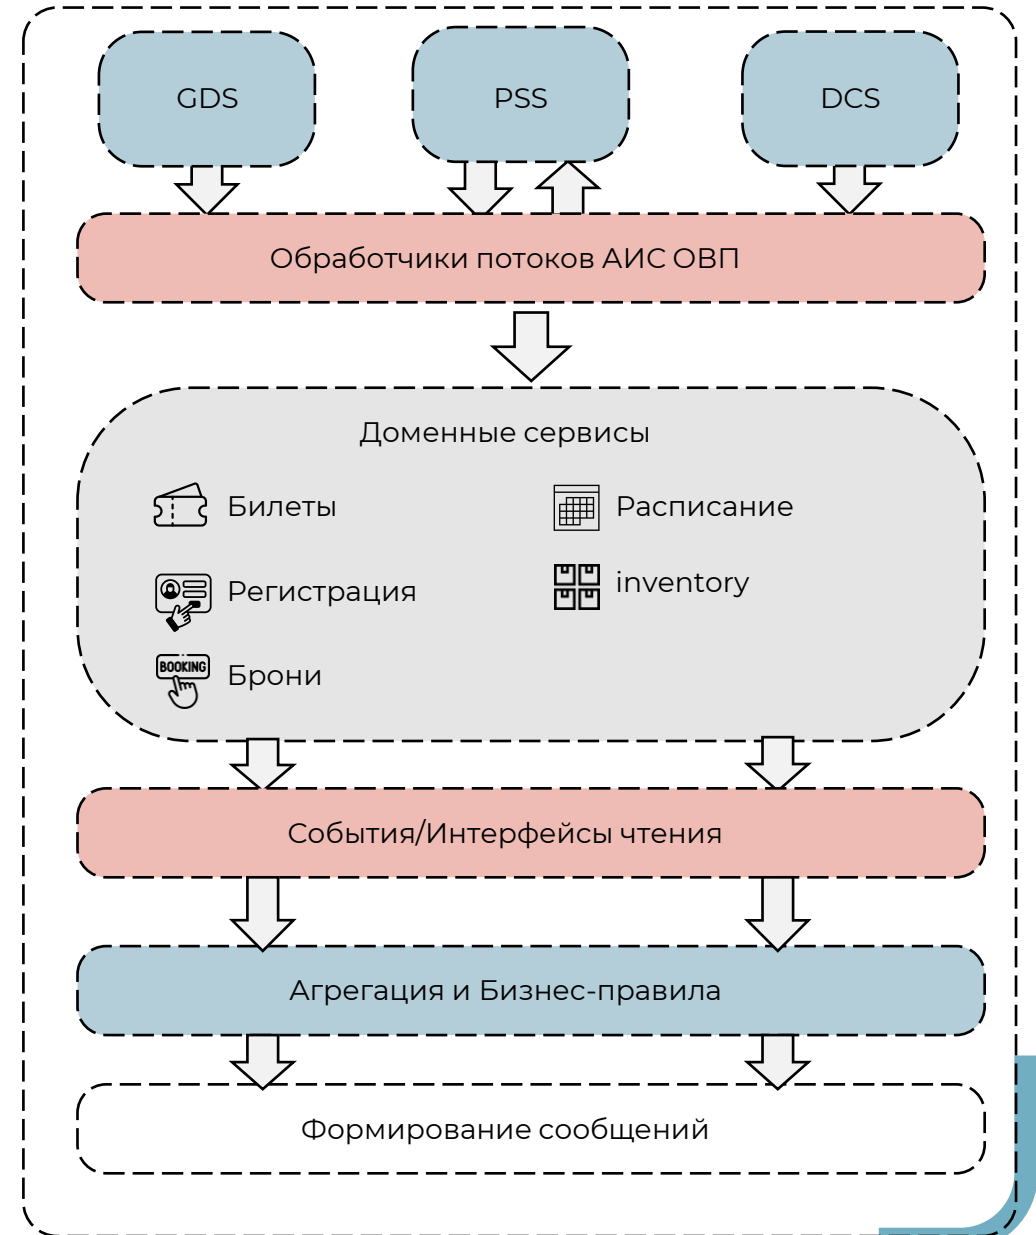 GDS
PSS
DCS
Обработчики потоков АИС ОВП
Доменные сервисы
Билеты
Расписание
Регистрация
inventory
BOOKING
Брони
События/Интерфейсы чтения
Агрегация и Бизнес-правила
Формирование сообщений